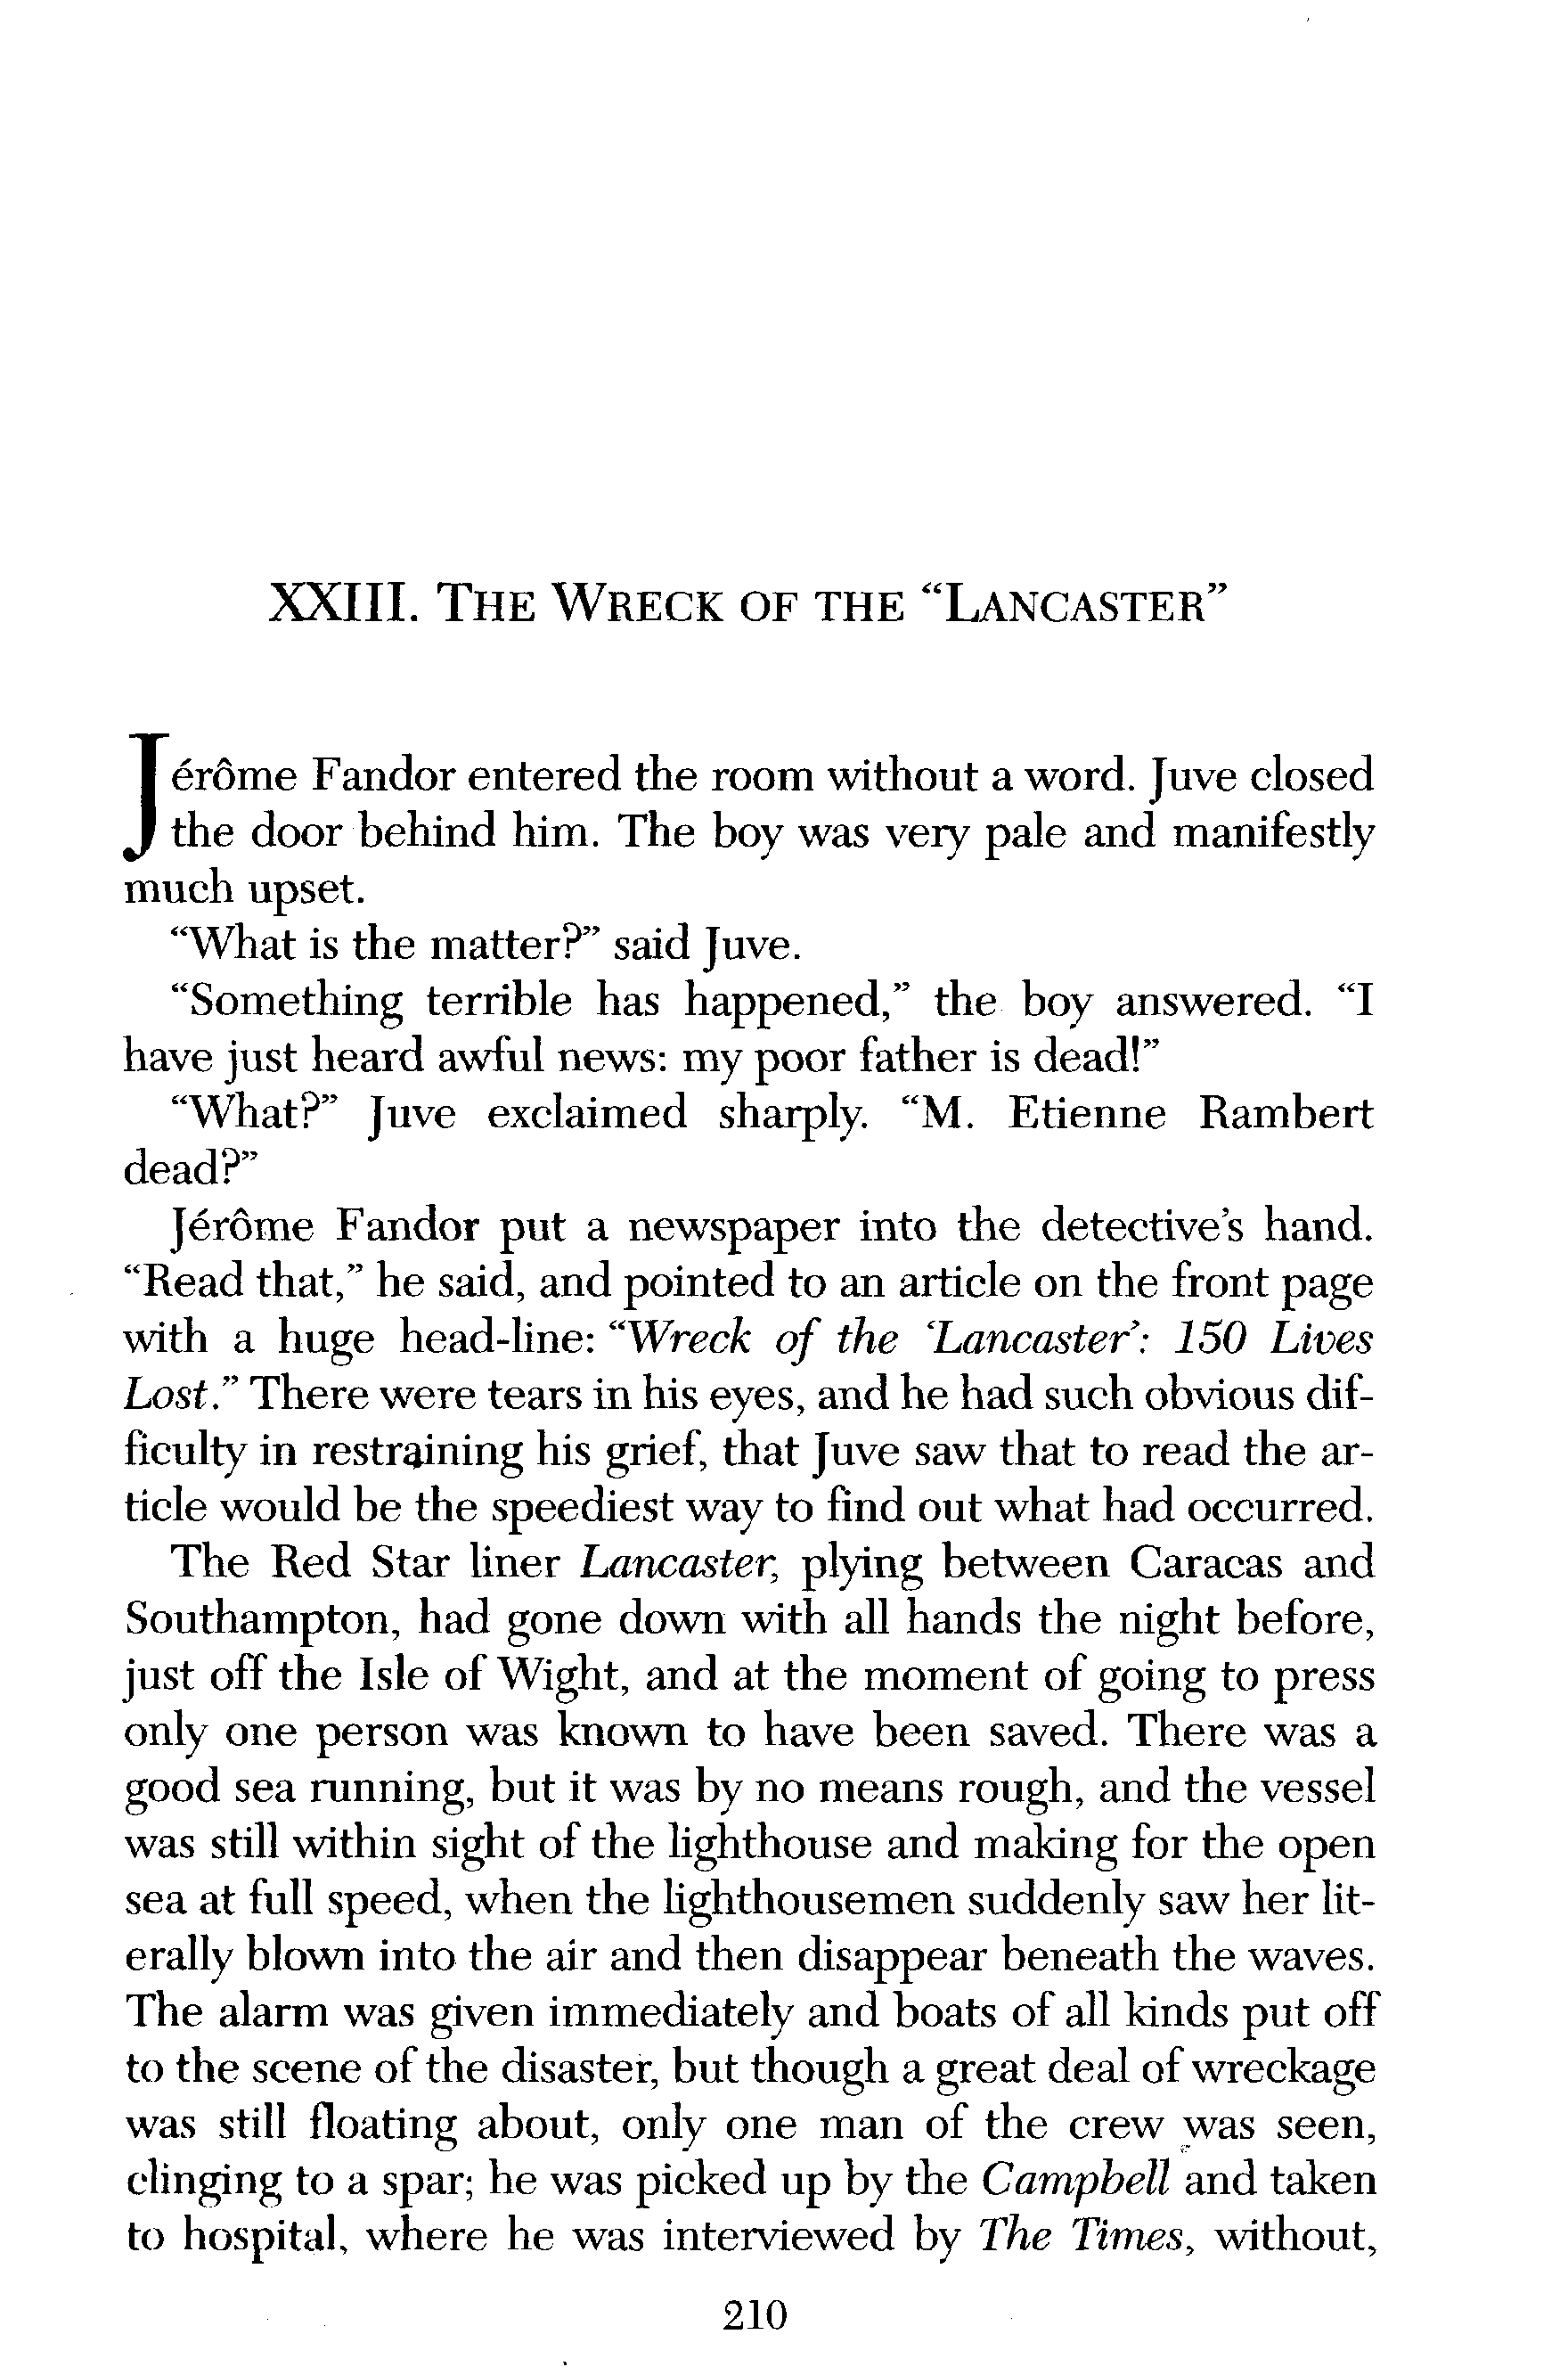 XXIII. THE WRECK OF THE "LANCASTER"
Jérôme Fandor entered the room without a word. Juve closed
the door behind him. The boy was very pale and manifestly
much upset.
“What is the matter?” said Juve.
“Something terrible has happened,” the boy answered. “I
have just heard awful news: my poor father is dead!”
“What?” Juve exclaimed sharply. “M. Etienne Rambert
dead?”
Jérôme Fandor put a newspaper into the detective’s hand.
“Read that,” he said, and pointed to an article on the front page
with a huge head-line: “Wreck of the ‘Lancaster’: 150 Lives
Lost.” There were tears in his eyes, and he had such obvious dif-
ficulty in restraining his grief, that Juve saw that to read the ar-
ticle would be the speediest way to find out what had occurred.
The Red Star liner Lancaster, plying between Caracas and
Southampton, had gone down with all hands the night before,
just off the Isle of Wight, and at the moment of going to press
only one person was known to have been saved. There was a
good sea running, but it was by no means rough, and the vessel
was still within sight of the lighthouse and making for the open
sea at full speed, when the lighthousemen suddenly saw her lit-
erally blown into the air and then disappear beneath the waves.
The alarm was given immediately and boats of all kinds put off
to the scene of the disaster, but though a great deal of wreckage
was still floating about, only one man of the crew was seen,
clinging to a spar; he was picked up by the Campbell and taken
to hospital, where he was interviewed by The Times, without,
210